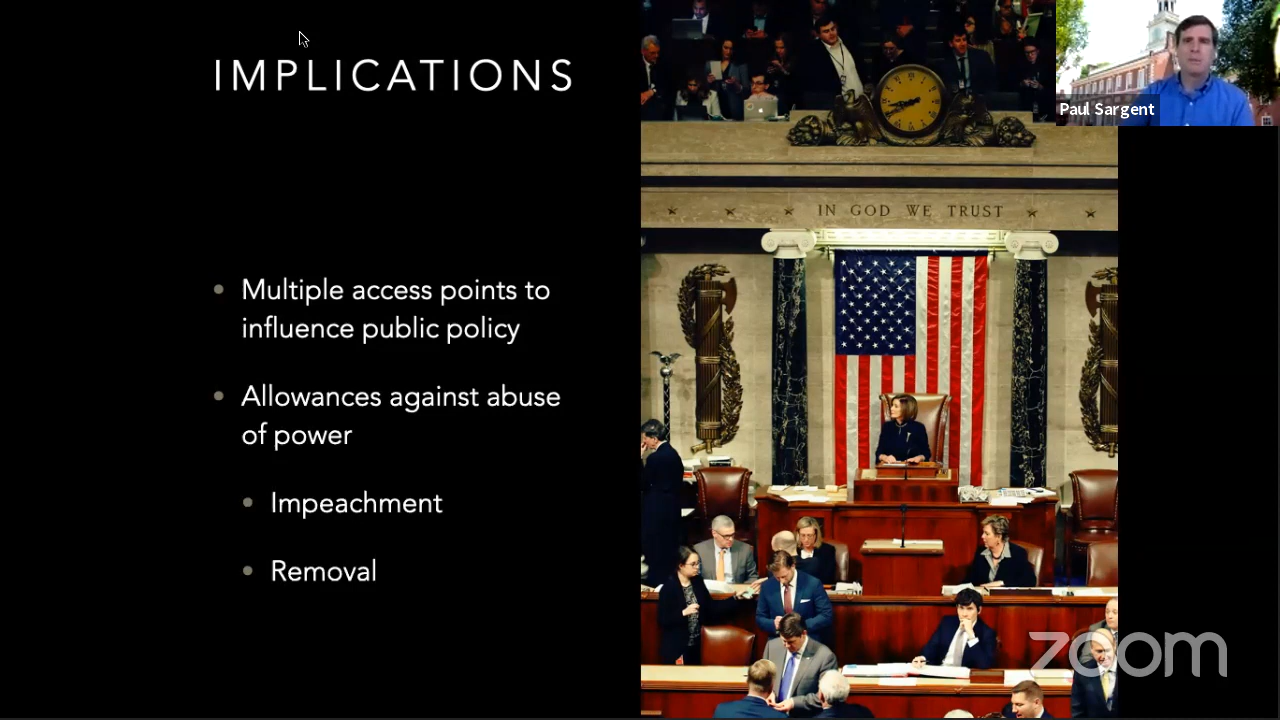 IMPLICATIONS
Multiple access points to
influence public policy
Allowances against abuse
of power
Impeachment
Removal
IN GOD WE TRUST
Paul Sargent
zoom